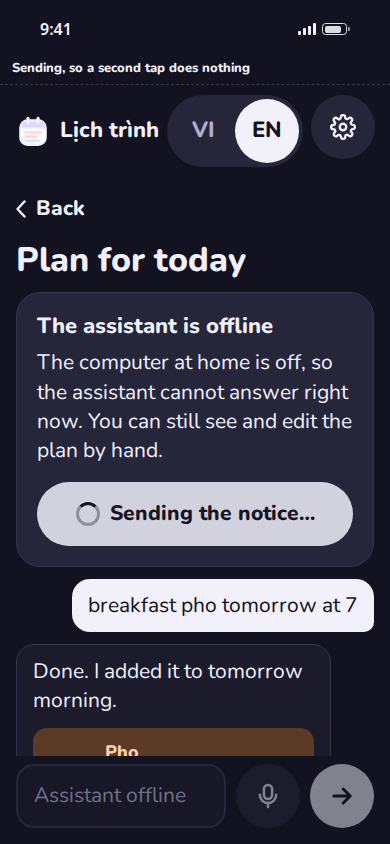 9:41
Sending, so a second tap does nothing
Lịch trình
VI
EN
Back
Plan for today
The assistant is offline
The computer at home is off, so
the assistant cannot answer right
now. You can still see and edit the
plan by hand.
Sending the notice...
breakfast pho tomorrow at 7
Done. I added it to tomorrow
morning.
Pho
Assistant offline